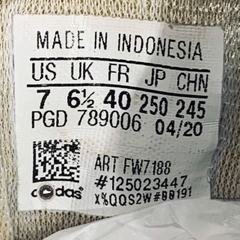 MADE IN INDONESIA
US UK FR JP CHN
7 6½ 40 250 245
PGD 789006 04/20
ART FW7188
#125023447
X%QQS2W#00191
adidas